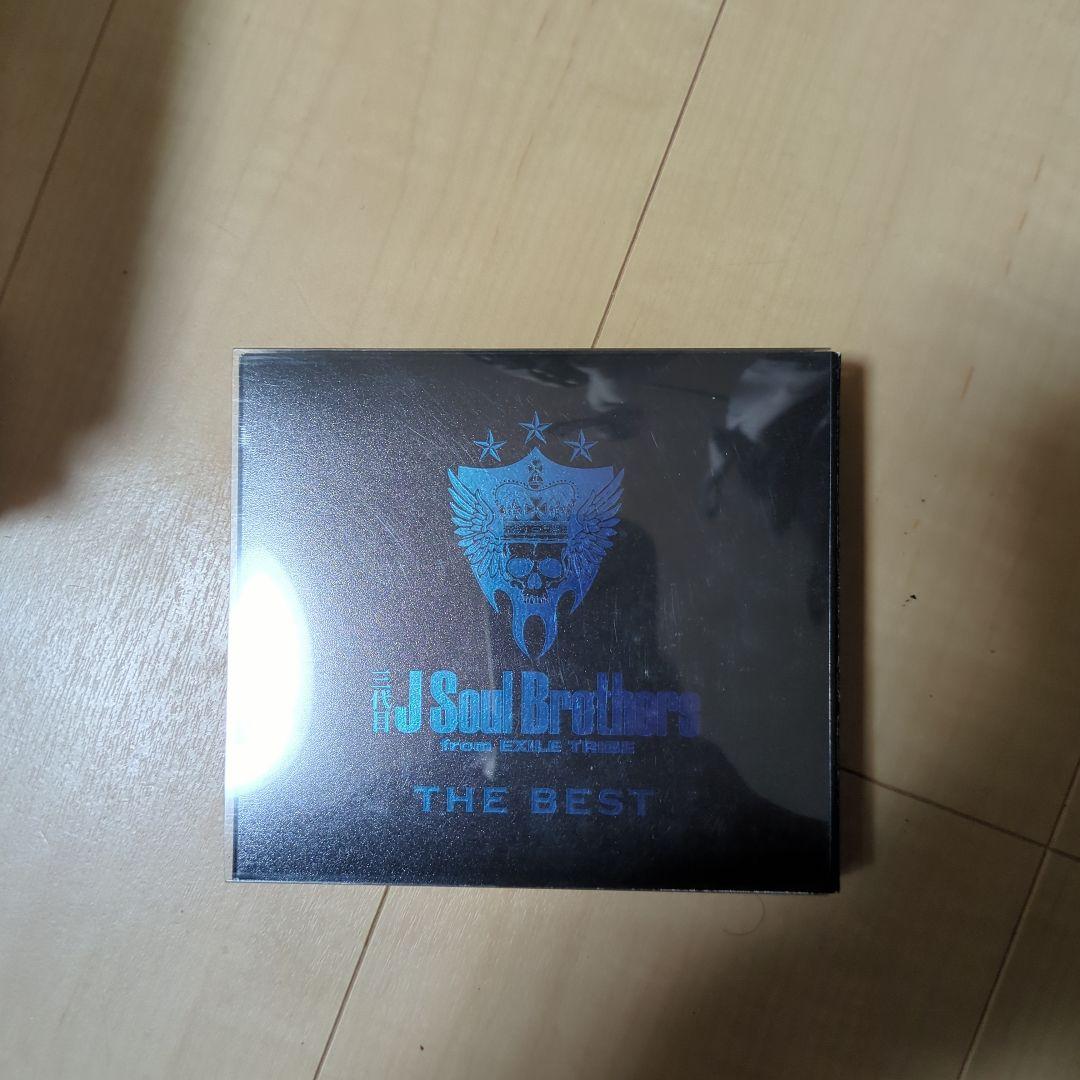 三代目 J Soul Brothers
from EXILE TRIBE
THE BEST